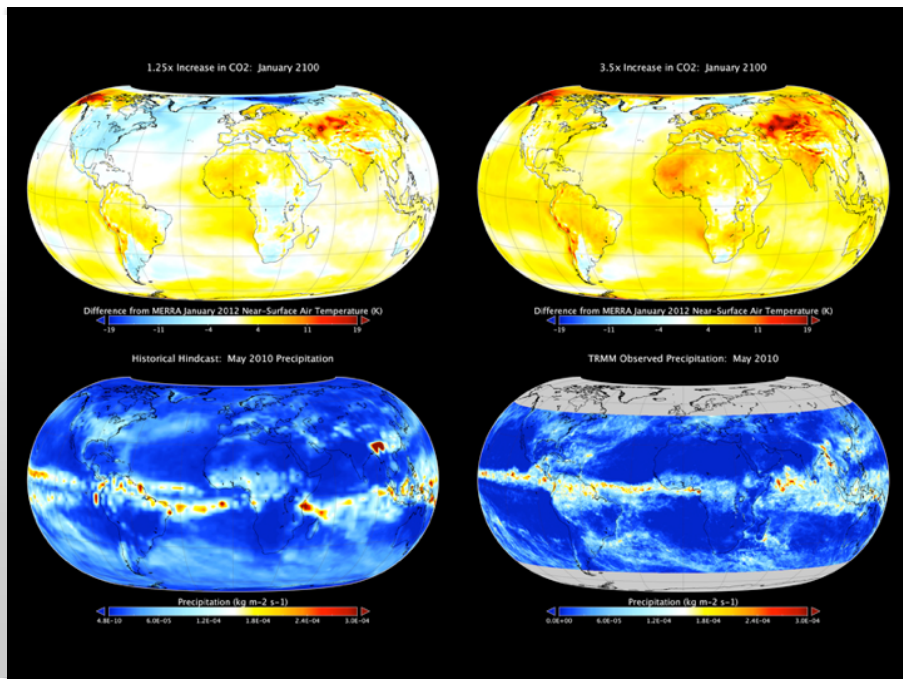 1.25x Increase in CO2: January 2100
3.5x Increase in CO2: January 2100
Difference from MERRA January 2012 Near-Surface Air Temperature (K)
-19 -11 -4 4 11 19
Difference from MERRA January 2012 Near-Surface Air Temperature (K)
-19 -11 -4 4 11 19
Historical Hindcast: May 2010 Precipitation
TRMM Observed Precipitation: May 2010
Precipitation (kg m-2 s-1)
4.8E-10 6.0E-05 1.2E-04 1.8E-04 2.4E-04 3.0E-04
Precipitation (kg m-2 s-1)
0.0E+00 6.0E-05 1.2E-04 1.8E-04 2.4E-04 3.0E-04